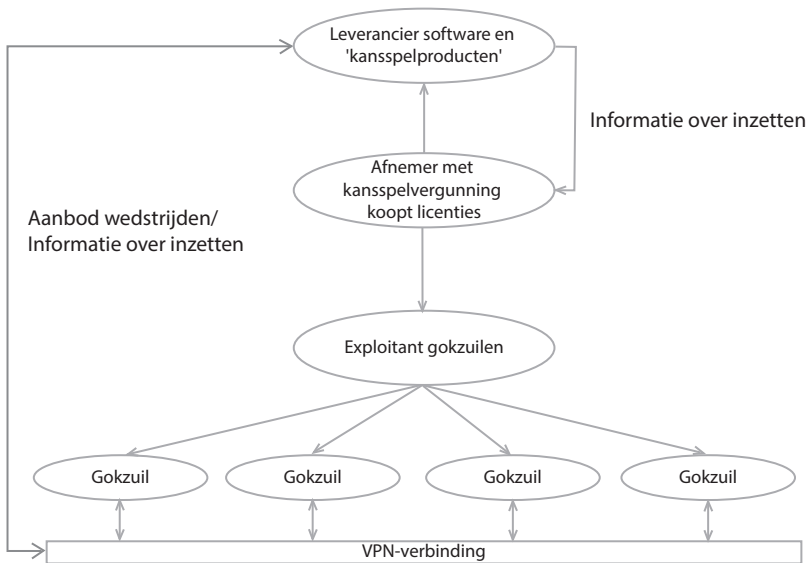 Leverancier software en
'kansspelproducten'
Informatie over inzetten
Afnemer met
kansspelvergunning
koopt licenties
Aanbod wedstrijden/
Informatie over inzetten
Exploitant gokzuilen
Gokzuil
Gokzuil
Gokzuil
Gokzuil
VPN-verbinding